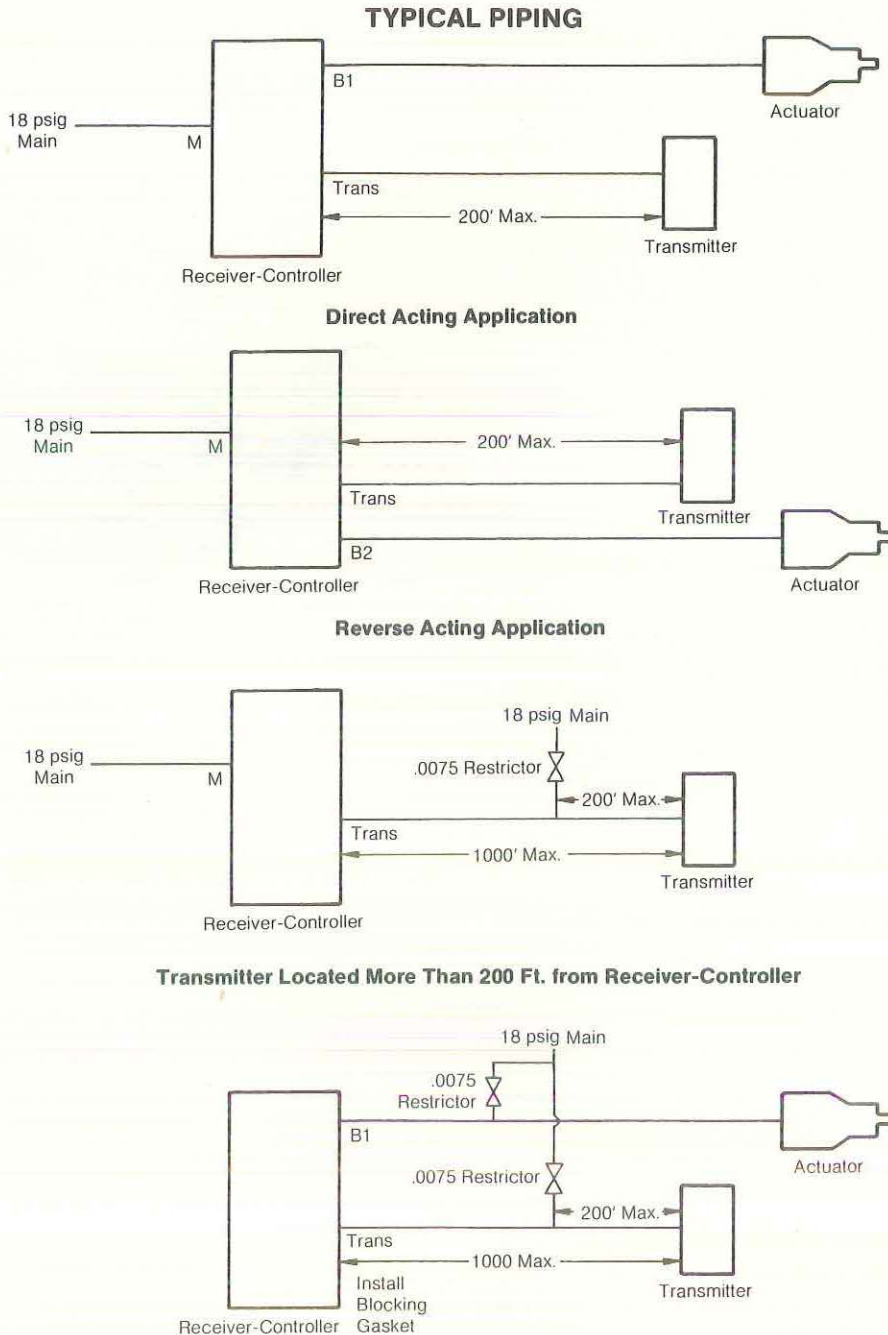 TYPICAL PIPING
B1
Actuator
18 psig
Main
M
Trans
200' Max.
Transmitter
Receiver-Controller
Direct Acting Application
18 psig
Main
M
200' Max.
Trans
Transmitter
B2
Receiver-Controller
Actuator
Reverse Acting Application
18 psig Main
18 psig
Main
M
.0075 Restrictor
200' Max.
Trans
1000' Max.
Transmitter
Receiver-Controller
Transmitter Located More Than 200 Ft. from Receiver-Controller
18 psig Main
.0075
Restrictor
B1
Actuator
.0075 Restrictor
200' Max.
Trans
1000 Max.
Transmitter
Install
Blocking
Gasket
Receiver-Controller